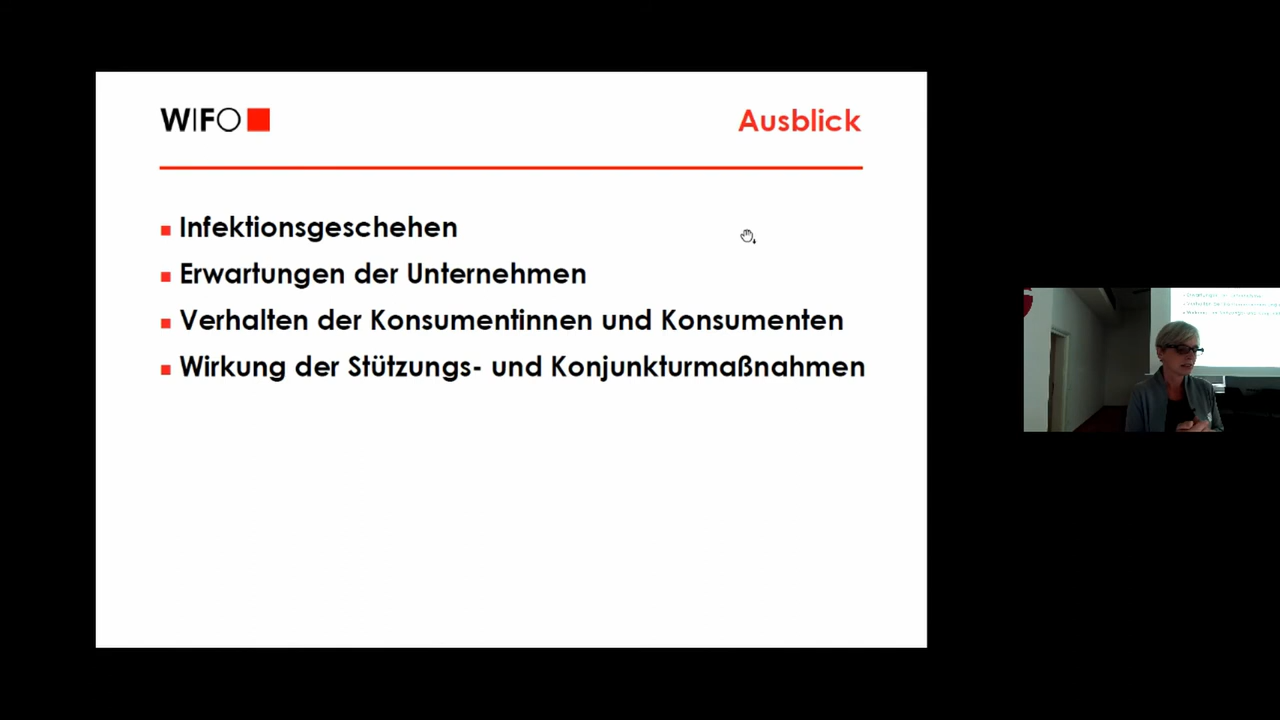 WIFO
Ausblick
Infektionsgeschehen
Erwartungen der Unternehmen
Verhalten der Konsumentinnen und Konsumenten
Wirkung der Stützungs- und Konjunkturmaßnahmen